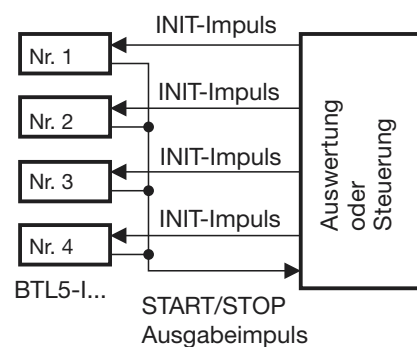 INIT-Impuls
Nr. 1
INIT-Impuls
Nr. 2
INIT-Impuls
Nr. 3
INIT-Impuls
Nr. 4
BTL5-I...
START/STOP
Ausgabeimpuls
Auswertung
oder
Steuerung